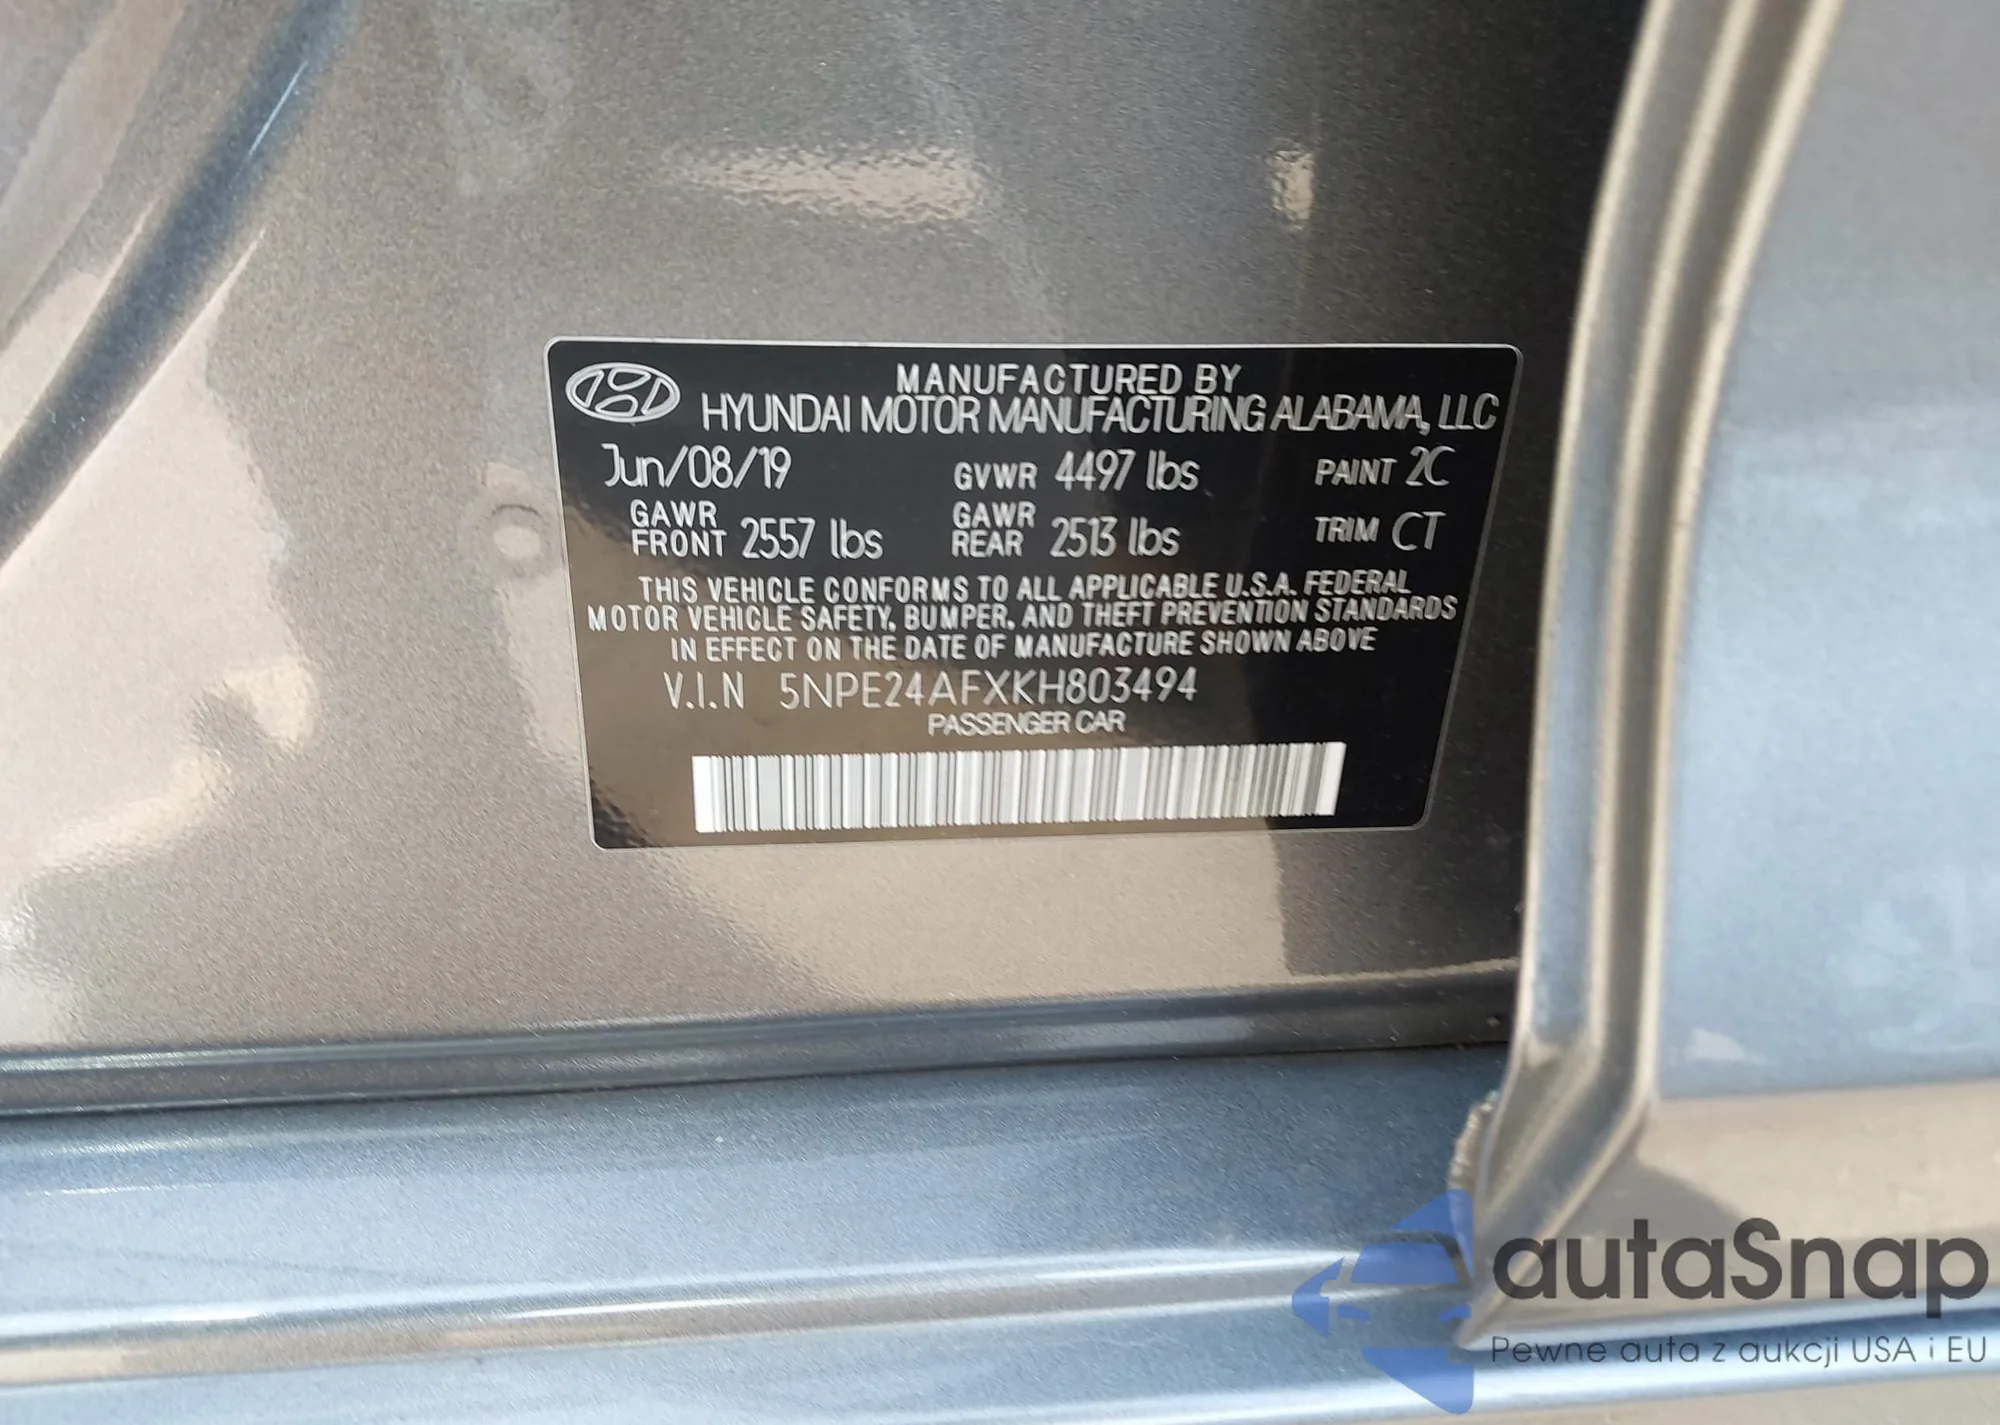 MANUFACTURED BY
HYUNDAI MOTOR MANUFACTURING ALABAMA, LLC
Jun/08/19 GVWR 4497 lbs PAINT 2C
GAWR FRONT 2557 lbs GAWR REAR 2513 lbs TRIM CT
THIS VEHICLE CONFORMS TO ALL APPLICABLE U.S.A. FEDERAL
MOTOR VEHICLE SAFETY, BUMPER, AND THEFT PREVENTION STANDARDS
IN EFFECT ON THE DATE OF MANUFACTURE SHOWN ABOVE
V.I.N 5NPE24AFXKH803494
PASSENGER CAR
autaSnap
Pewne auta z aukcji USA i EU